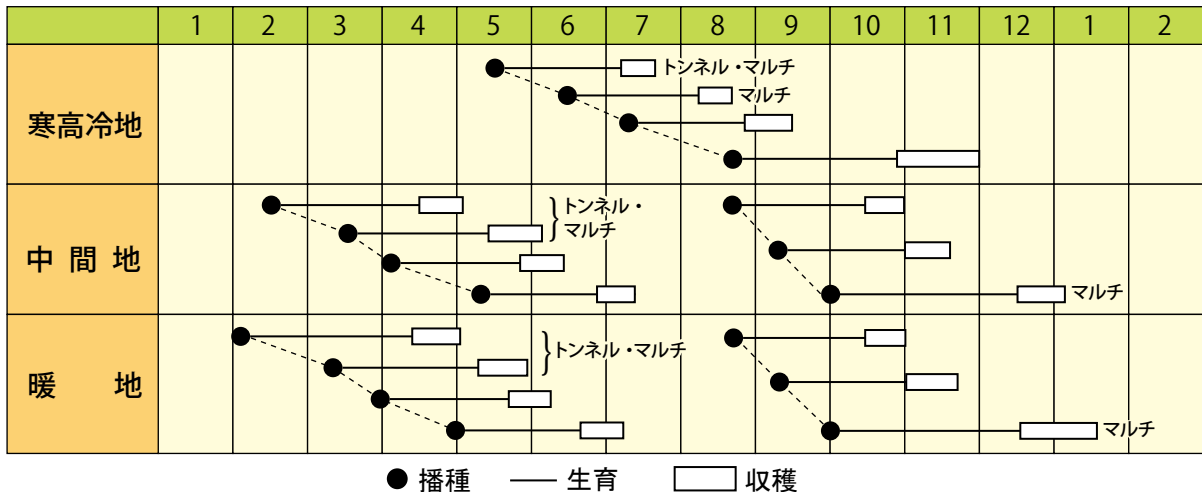 1 2 3 4 5 6 7 8 9 10 11 12 1 2
寒高冷地
トンネル・マルチ
マルチ
中間地
トンネル・
マルチ
マルチ
暖地
トンネル・マルチ
マルチ
播種 生育 収穫